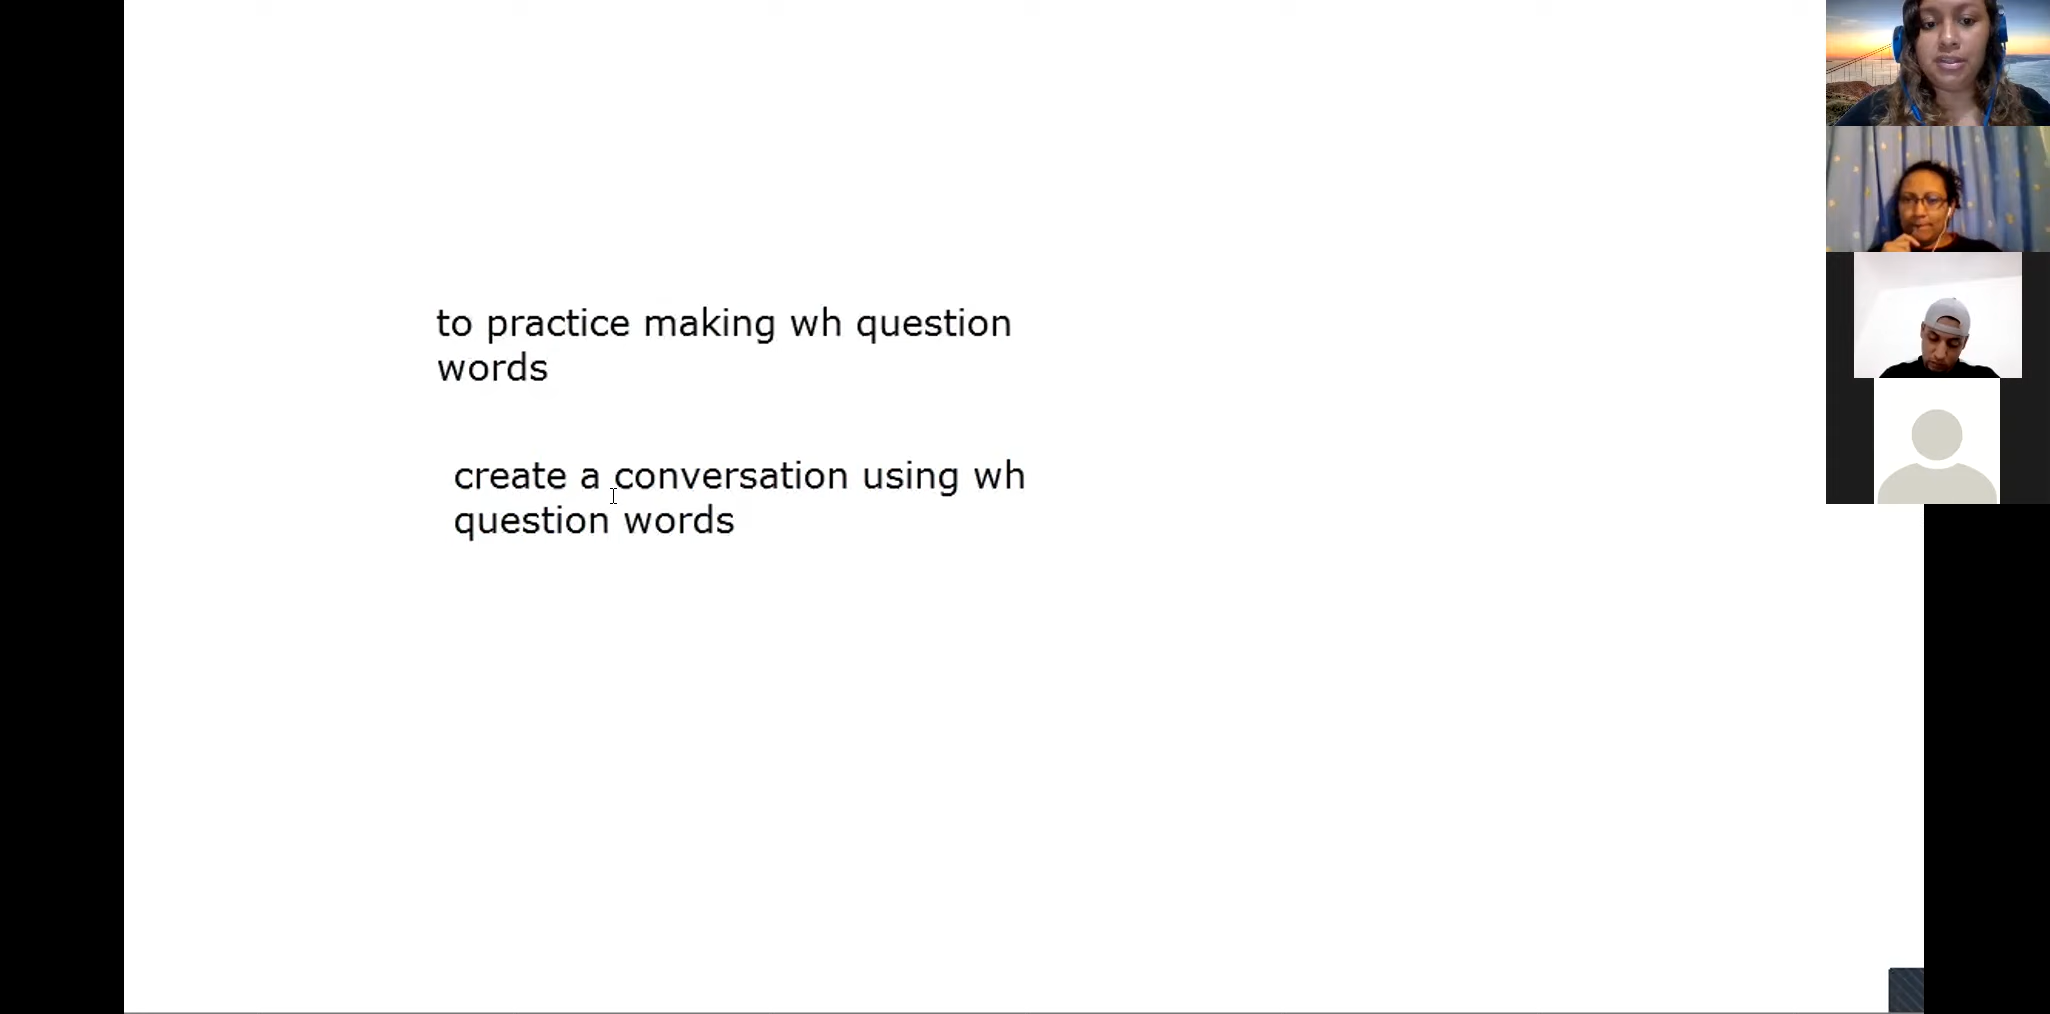 to practice making wh question
words
create a conversation using wh
question words